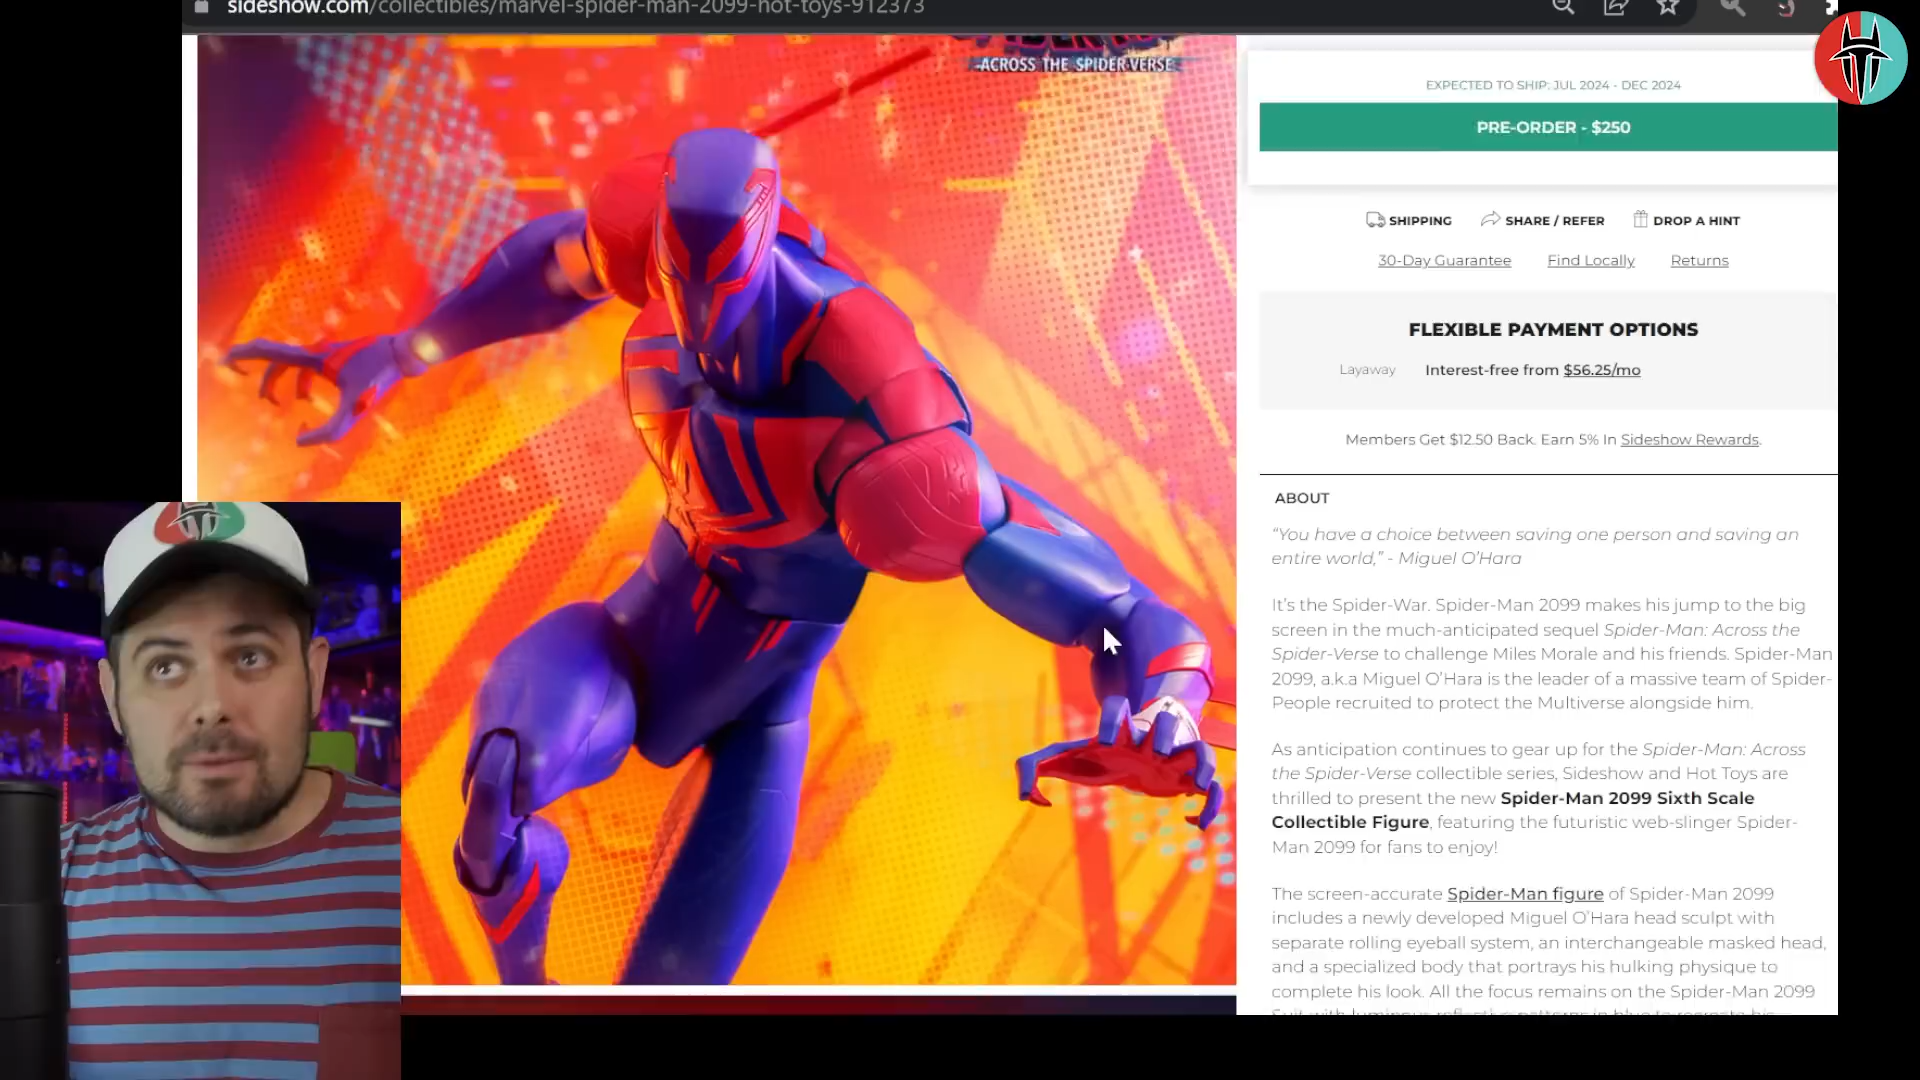 sideshow.com/collectibles/marvel-spider-man-2099-hot-toys-912373
ACROSS THE SPIDER-VERSE
EXPECTED TO SHIP: JUL 2024 - DEC 2024
PRE-ORDER - $250
SHIPPING SHARE / REFER DROP A HINT
30-Day Guarantee Find Locally Returns
FLEXIBLE PAYMENT OPTIONS
Layaway Interest-free from $56.25/mo
Members Get $12.50 Back. Earn 5% In Sideshow Rewards.
ABOUT
“You have a choice between saving one person and saving an
entire world,” - Miguel O’Hara
It’s the Spider-War. Spider-Man 2099 makes his jump to the big
screen in the much-anticipated sequel Spider-Man: Across the
Spider-Verse to challenge Miles Morale and his friends. Spider-Man
2099, a.k.a Miguel O’Hara is the leader of a massive team of Spider-
People recruited to protect the Multiverse alongside him.
As anticipation continues to gear up for the Spider-Man: Across
the Spider-Verse collectible series, Sideshow and Hot Toys are
thrilled to present the new Spider-Man 2099 Sixth Scale
Collectible Figure, featuring the futuristic web-slinger Spider-
Man 2099 for fans to enjoy!
The screen-accurate Spider-Man figure of Spider-Man 2099
includes a newly developed Miguel O’Hara head sculpt with
separate rolling eyeball system, an interchangeable masked head,
and a specialized body that portrays his hulking physique to
complete his look. All the focus remains on the Spider-Man 2099